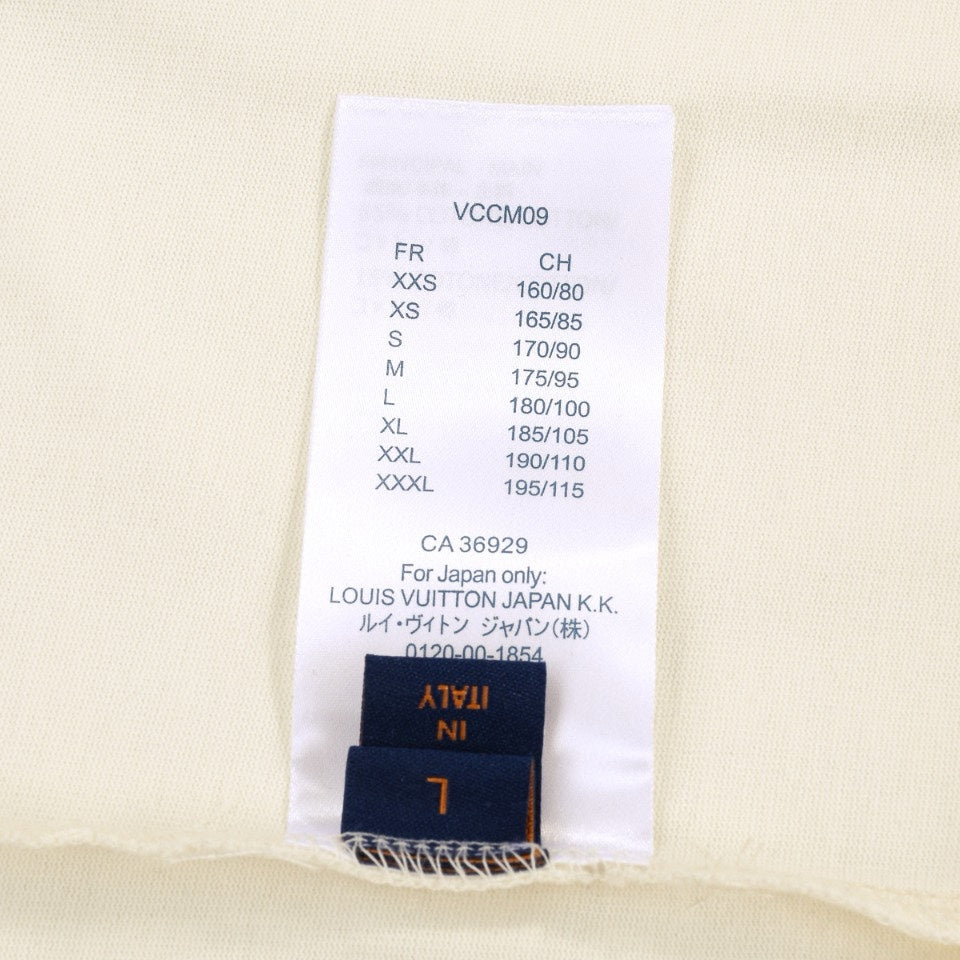 VCCM09
FR CH
XXS 160/80
XS 165/85
S 170/90
M 175/95
L 180/100
XL 185/105
XXL 190/110
XXXL 195/115
CA 36929
For Japan only:
LOUIS VUITTON JAPAN K.K.
ルイ・ヴィトン ジャパン(株)
0120-00-1854
IN
ITALY
L